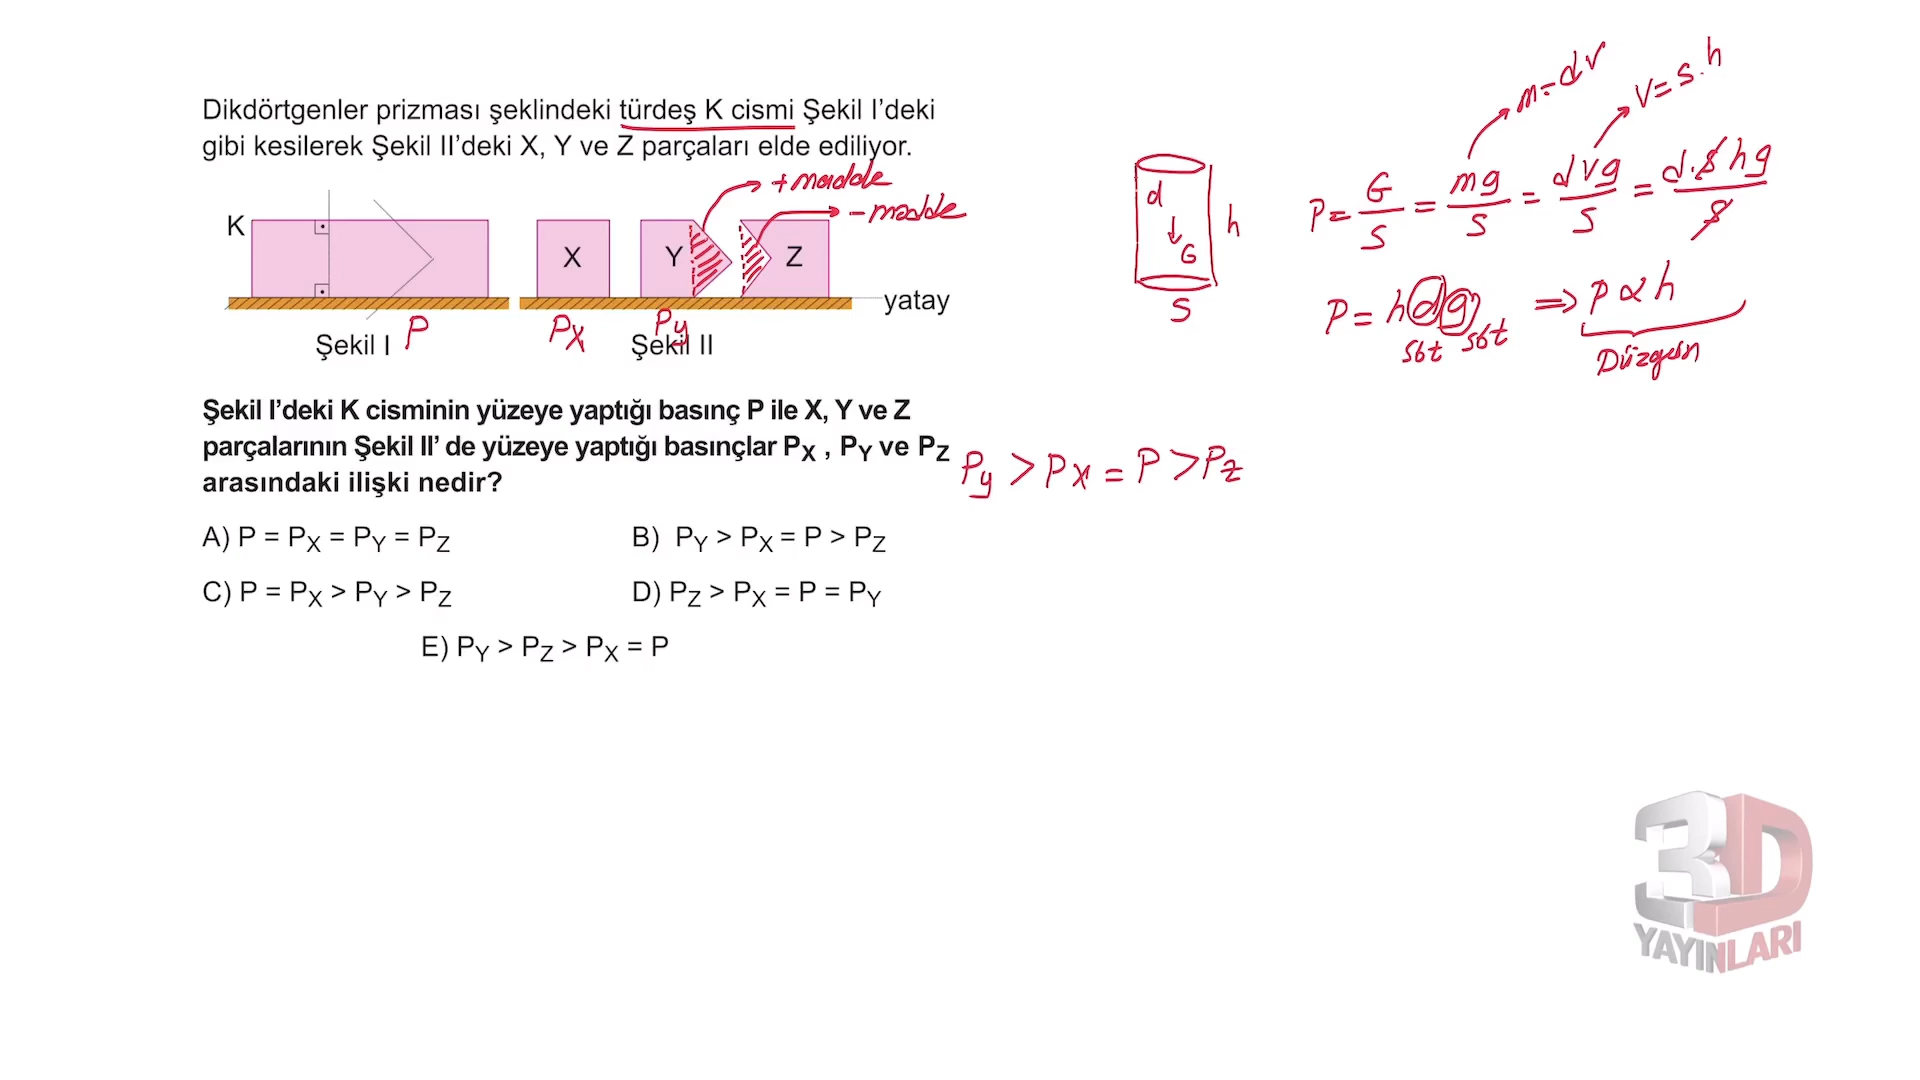 Dikdörtgenler prizması şeklindeki türdeş K cismi Şekil I'deki
gibi kesilerek Şekil II'deki X, Y ve Z parçaları elde ediliyor.
+madde
-madde
K
X
Y
Z
yatay
Şekil I
P
Px
Py
Şekil II
Şekil I'deki K cisminin yüzeye yaptığı basınç P ile X, Y ve Z
parçalarının Şekil II' de yüzeye yaptığı basınçlar PX , PY ve PZ
arasındaki ilişki nedir?
Py > Px = P > Pz
A) P = PX = PY = PZ
B) PY > PX = P > PZ
C) P = PX > PY > PZ
D) PZ > PX = P = PY
E) PY > PZ > PX = P
m=dV
V=s.h
d
G
h
S
P= G/S = mg/S = dVg/S = d.Shg/S
P= hdg => P α h
sbt sbt
Düzgün
3D
YAYINLARI